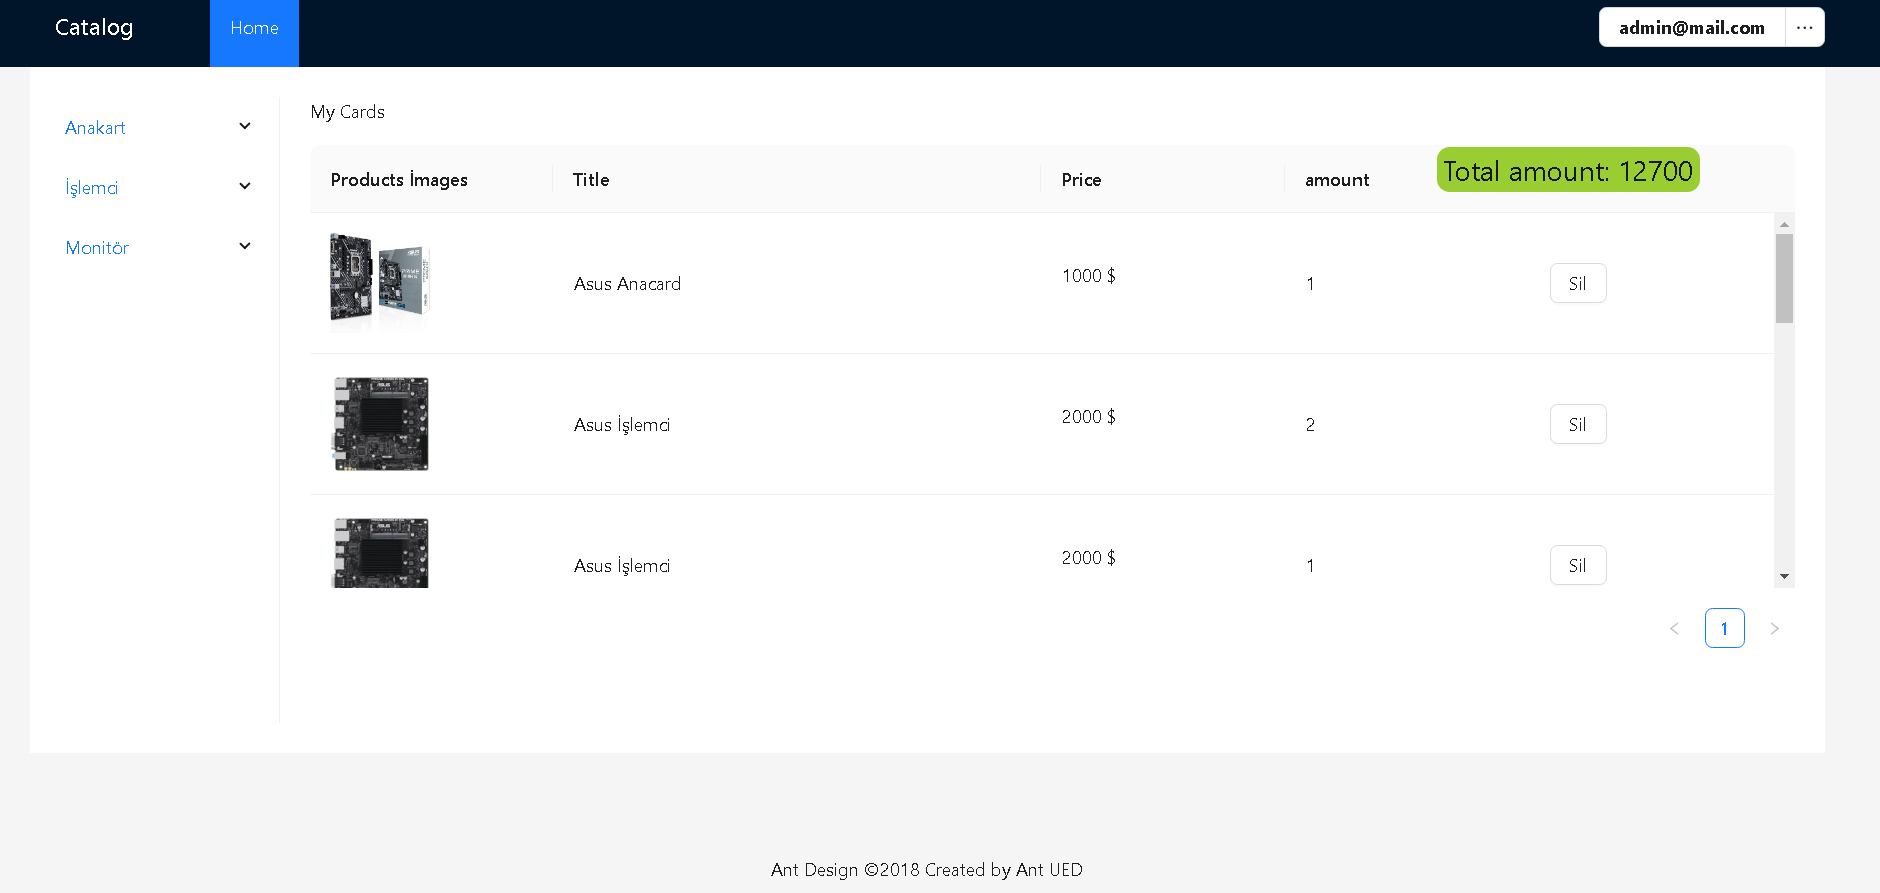 Catalog
Home
admin@mail.com
Anakart
İşlemci
Monitör
My Cards
Products İmages Title Price amount
Total amount: 12700
Asus Anacard 1000 $ 1 Sil
Asus İşlemci 2000 $ 2 Sil
Asus İşlemci 2000 $ 1 Sil
1
Ant Design ©2018 Created by Ant UED